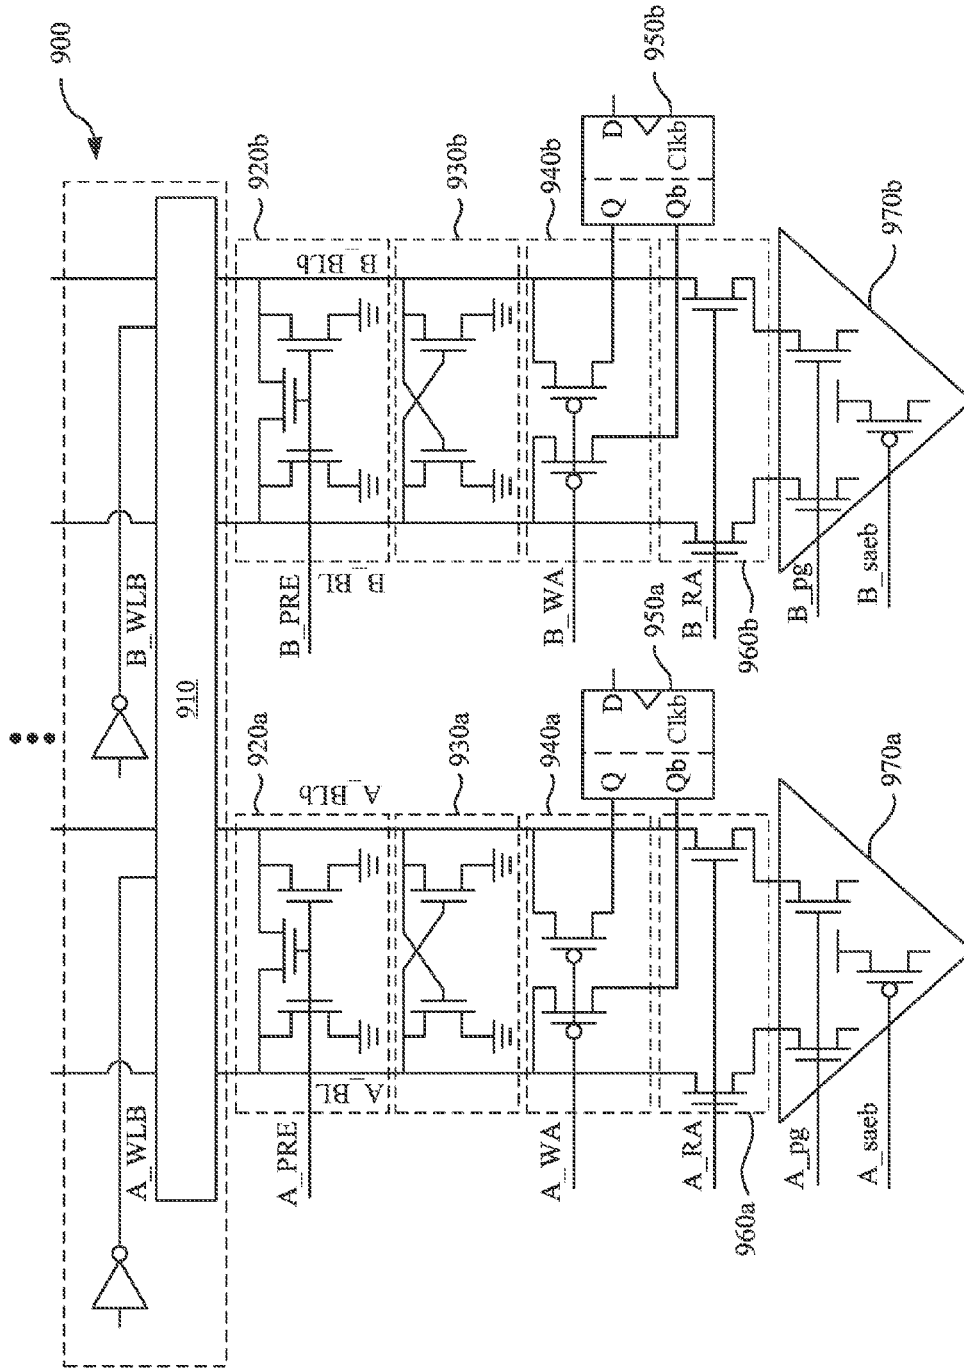 900
A_WLB
B_WLB
910
920a
920b
A_BL
A_BLb
B_BL
B_BLb
A_PRE
B_PRE
930a
930b
940a
940b
A_WA
B_WA
950a
950b
Q
D
Qb
Clkb
Q
D
Qb
Clkb
A_RA
B_RA
960a
960b
A_pg
B_pg
970a
970b
A_saeb
B_saeb